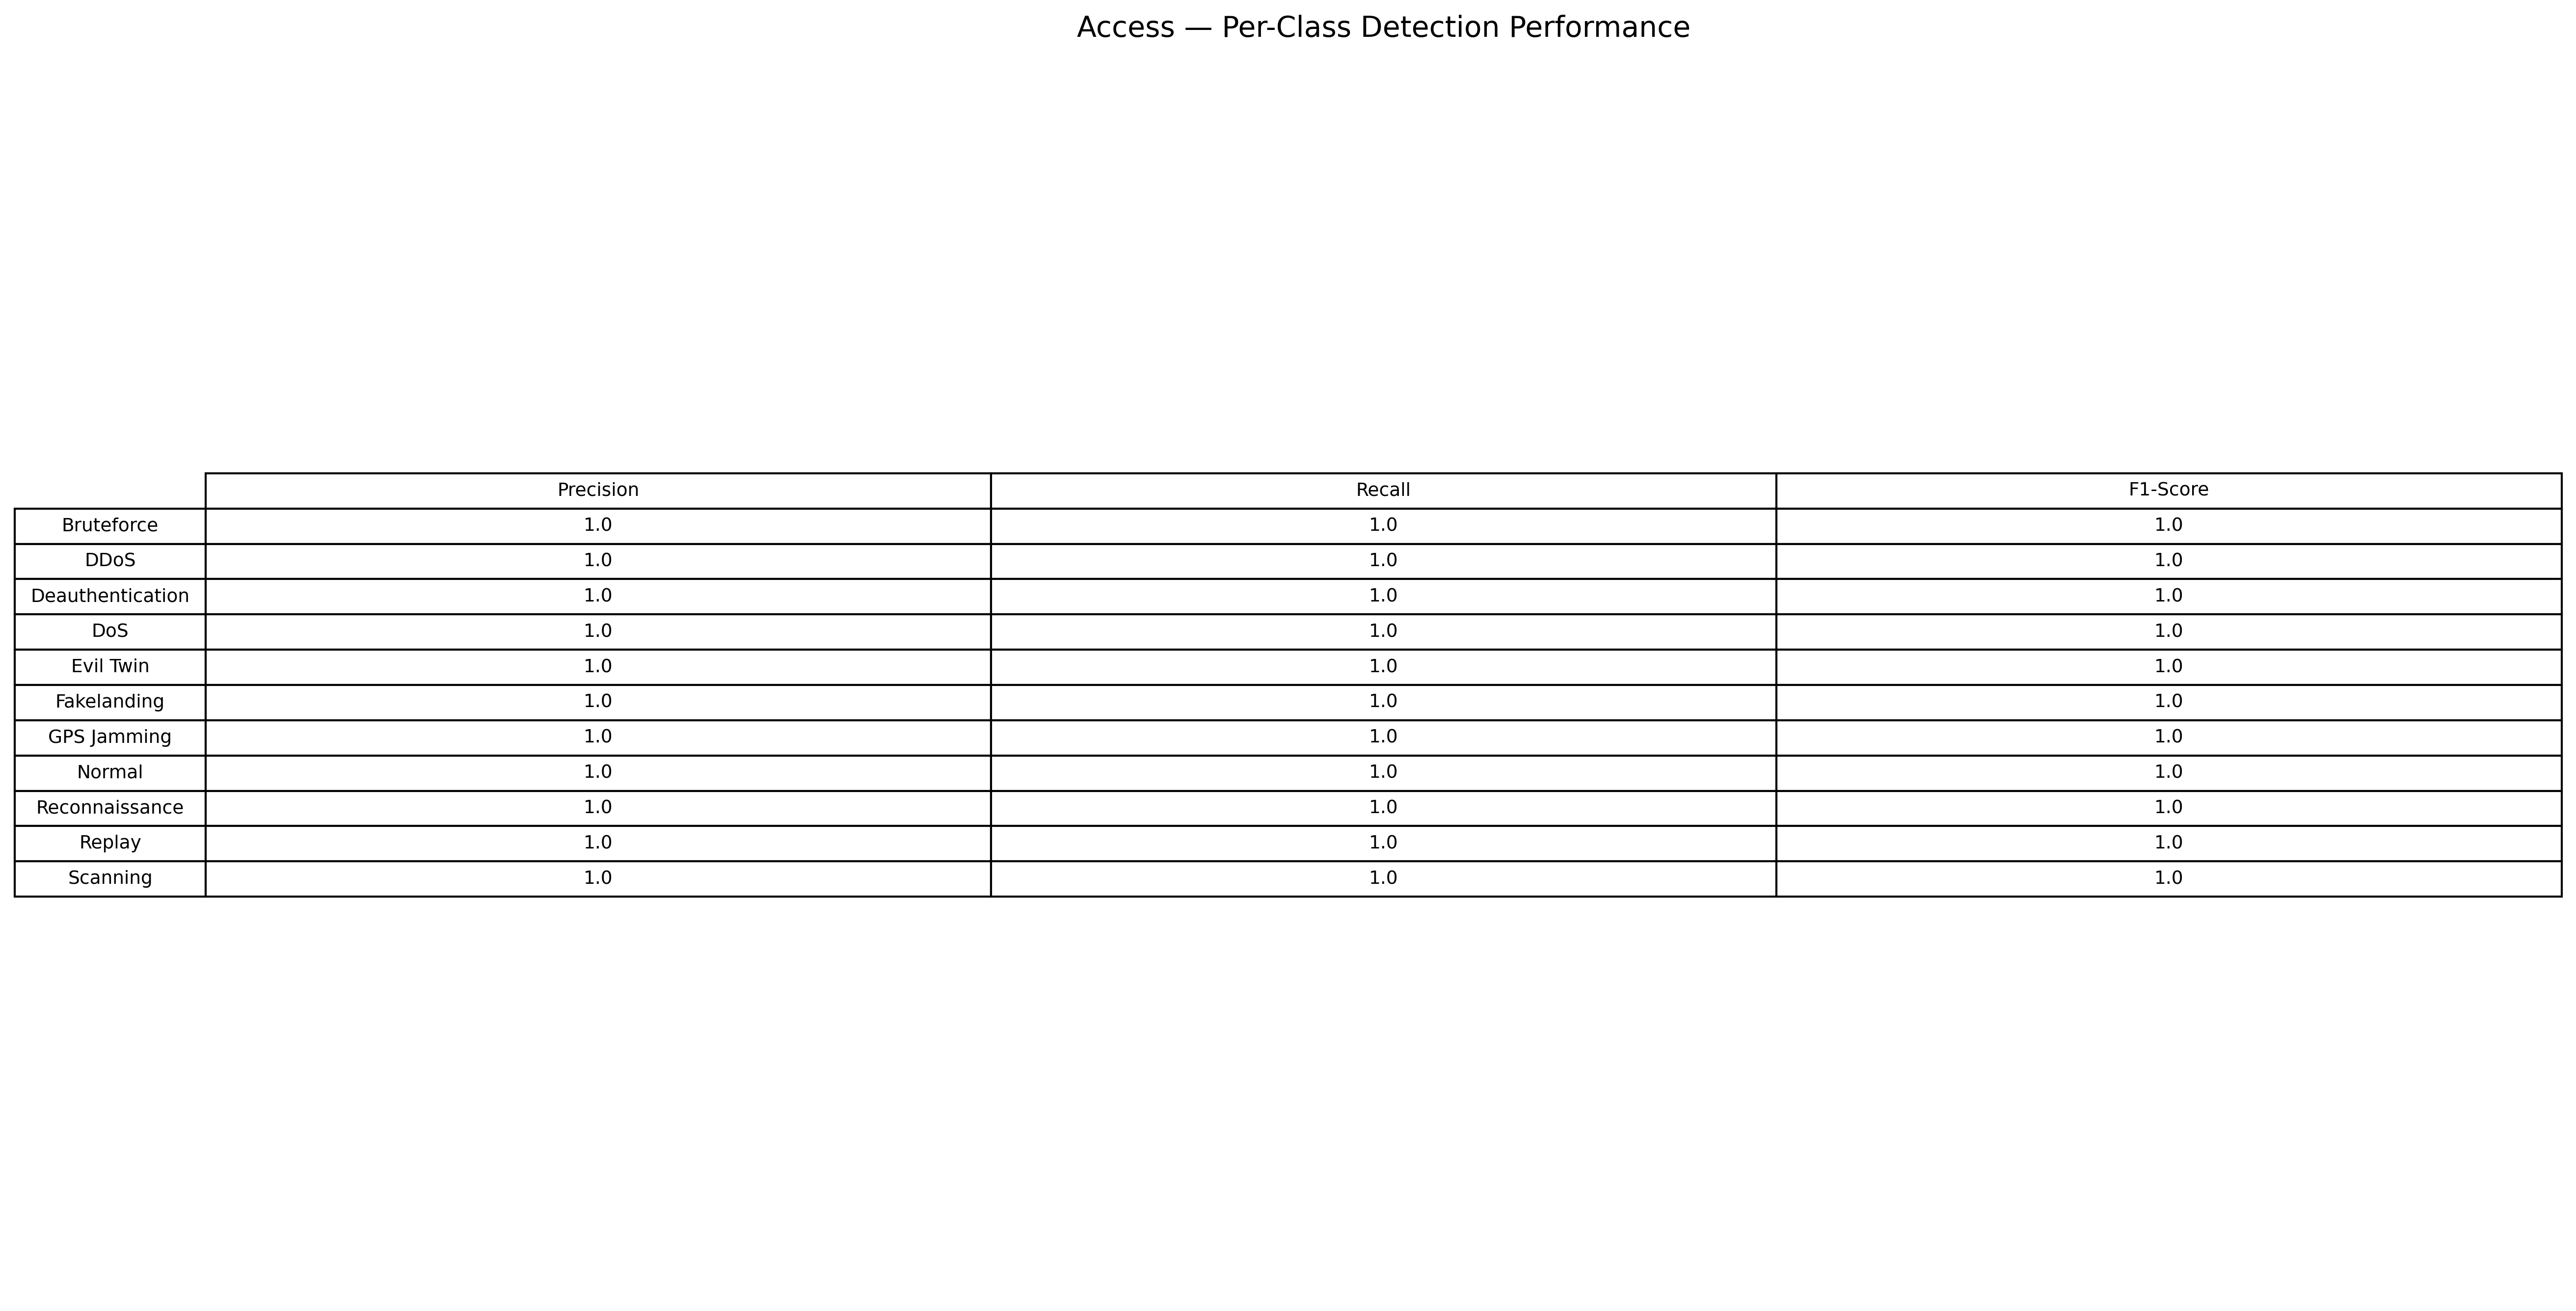 Access — Per-Class Detection Performance
Precision Recall F1-Score
Bruteforce 1.0 1.0 1.0
DDoS 1.0 1.0 1.0
Deauthentication 1.0 1.0 1.0
DoS 1.0 1.0 1.0
Evil Twin 1.0 1.0 1.0
Fakelanding 1.0 1.0 1.0
GPS Jamming 1.0 1.0 1.0
Normal 1.0 1.0 1.0
Reconnaissance 1.0 1.0 1.0
Replay 1.0 1.0 1.0
Scanning 1.0 1.0 1.0